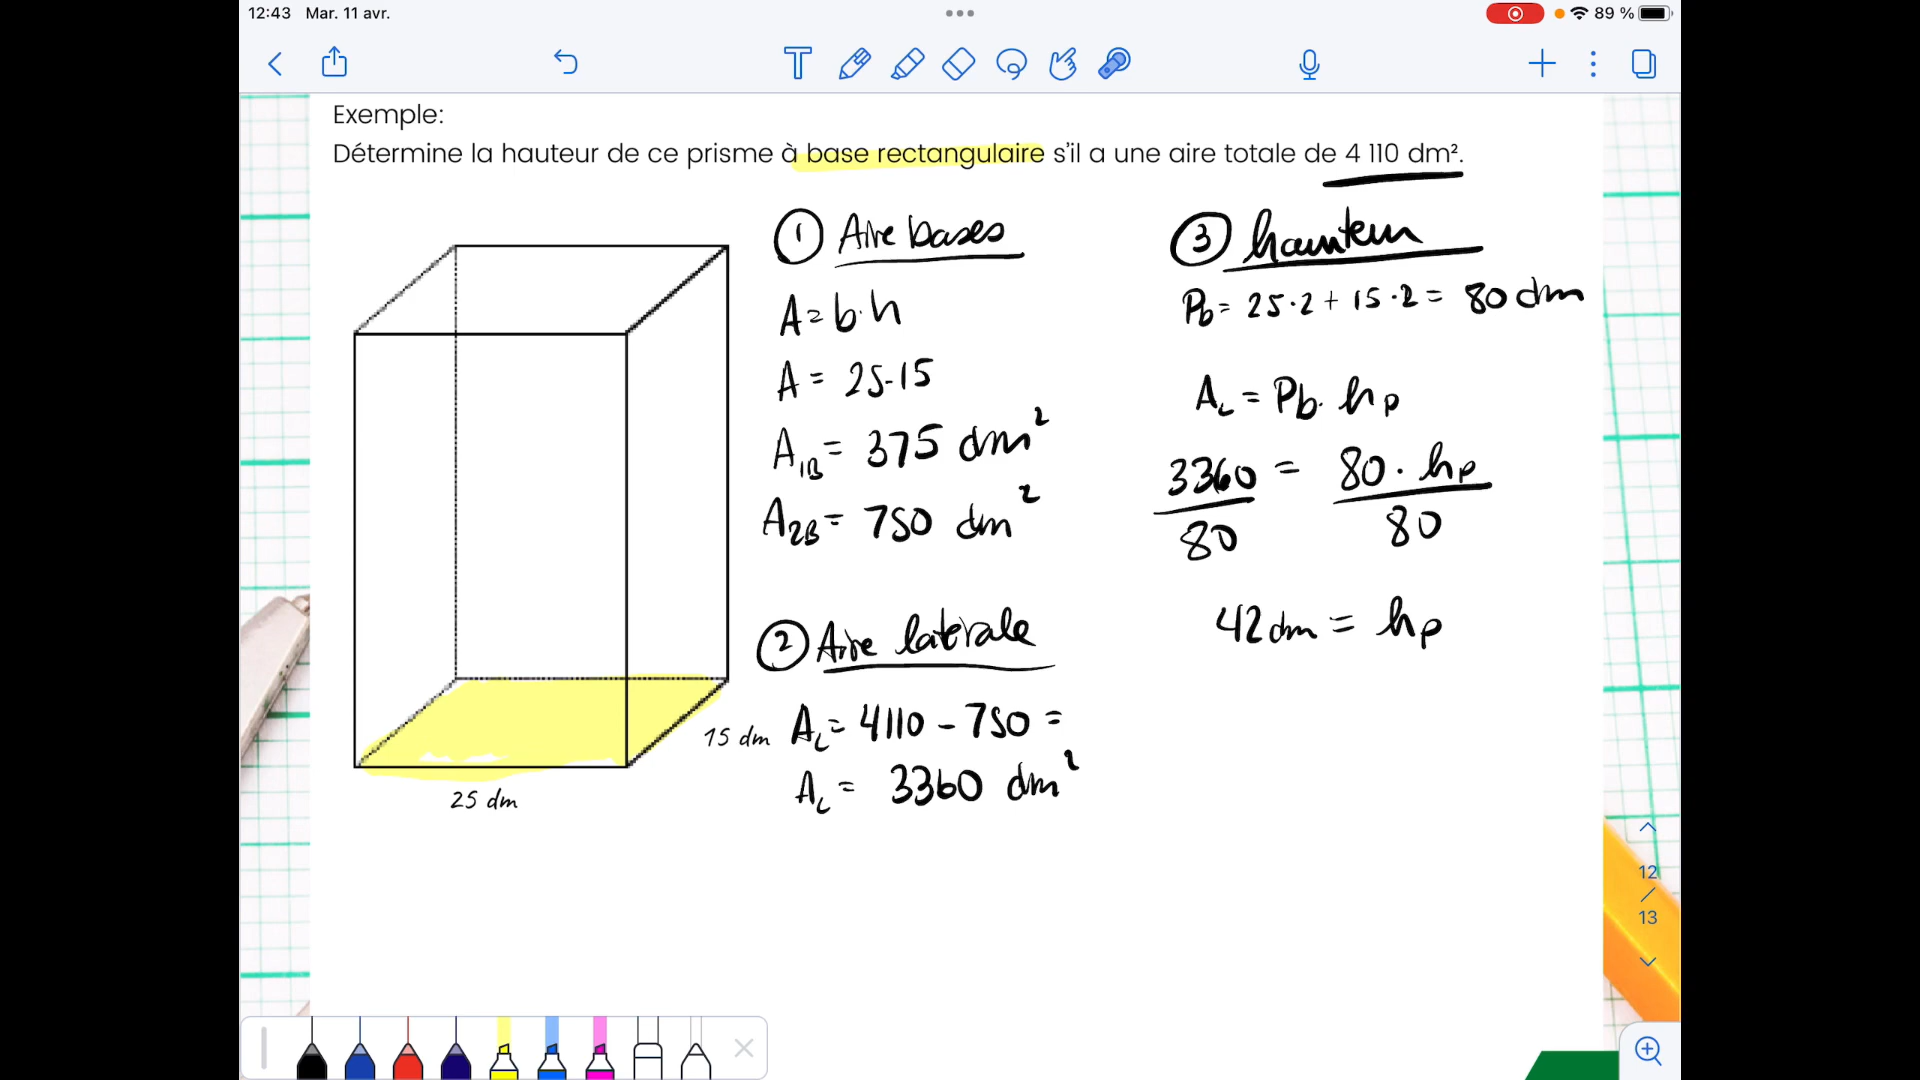 12:43 Mar. 11 avr.
89 %
Exemple:
Détermine la hauteur de ce prisme à base rectangulaire s'il a une aire totale de 4 110 dm².
① Aire bases
A = b·h
A = 25·15
A1B = 375 dm²
A2B = 750 dm²
15 dm
25 dm
② Aire latérale
AL = 4110 - 750 =
AL = 3360 dm²
③ hauteur
Pb = 25·2 + 15·2 = 80 dm
AL = Pb · hp
3360 = 80 · hp
80 80
42 dm = hp
12
/
13